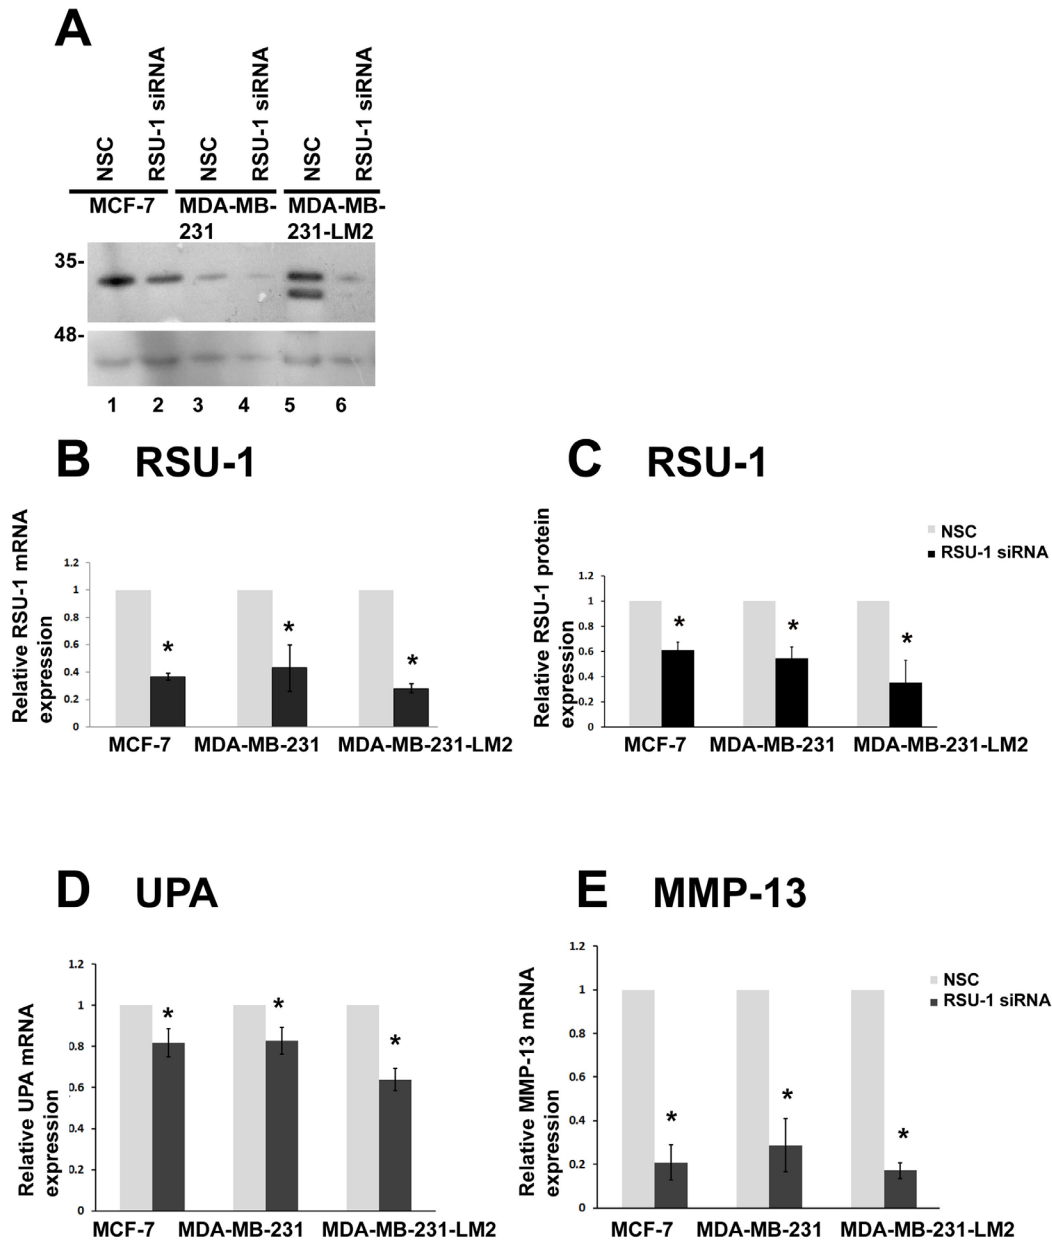 A
NSC
RSU-1 siRNA
NSC
RSU-1 siRNA
NSC
RSU-1 siRNA
MCF-7
MDA-MB-
231
MDA-MB-
231-LM2
35-
48-
1 2 3 4 5 6
B RSU-1
Relative RSU-1 mRNA
expression
1.2
1
0.8
0.6
0.4
0.2
0
*
*
*
MCF-7 MDA-MB-231 MDA-MB-231-LM2
C RSU-1
NSC
RSU-1 siRNA
Relative RSU-1 protein
expression
1.2
1
0.8
0.6
0.4
0.2
0
*
*
*
MCF-7 MDA-MB-231 MDA-MB-231-LM2
D UPA
Relative UPA mRNA
expression
1.2
1
0.8
0.6
0.4
0.2
0
*
*
*
MCF-7 MDA-MB-231 MDA-MB-231-LM2
E MMP-13
NSC
RSU-1 siRNA
Relative MMP-13 mRNA
expression
1.2
1
0.8
0.6
0.4
0.2
0
*
*
*
MCF-7 MDA-MB-231 MDA-MB-231-LM2